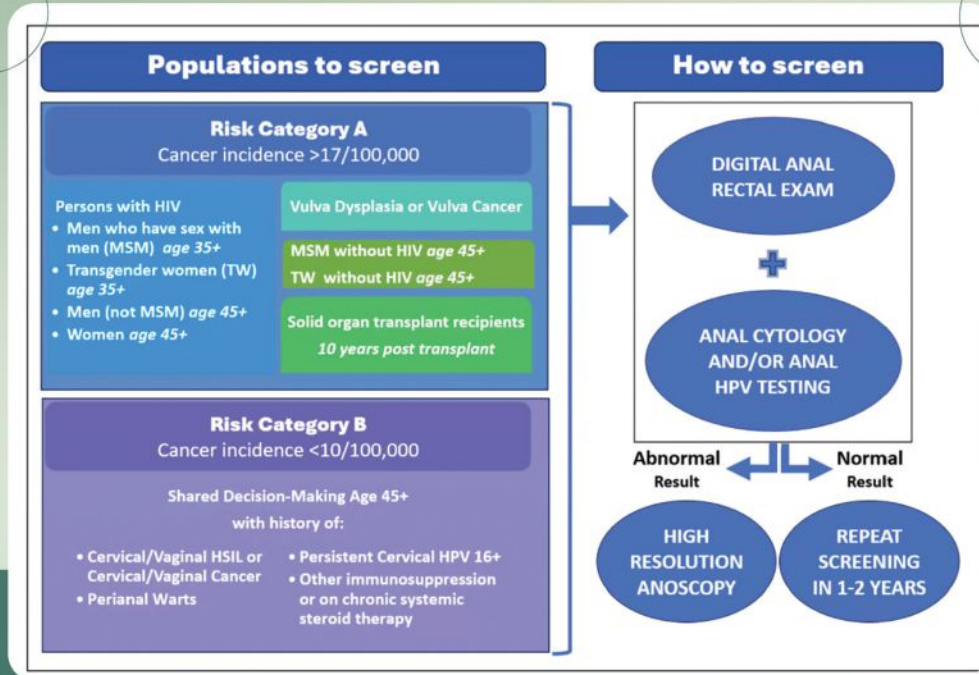 Populations to screen
Risk Category A
Cancer incidence >17/100,000
Persons with HIV
• Men who have sex with
men (MSM) age 35+
• Transgender women (TW)
age 35+
• Men (not MSM) age 45+
• Women age 45+
Vulva Dysplasia or Vulva Cancer
MSM without HIV age 45+
TW without HIV age 45+
Solid organ transplant recipients
10 years post transplant
Risk Category B
Cancer incidence <10/100,000
Shared Decision-Making Age 45+
with history of:
• Cervical/Vaginal HSIL or
Cervical/Vaginal Cancer
• Perianal Warts
• Persistent Cervical HPV 16+
• Other immunosuppression
or on chronic systemic
steroid therapy
How to screen
DIGITAL ANAL
RECTAL EXAM
ANAL CYTOLOGY
AND/OR ANAL
HPV TESTING
Abnormal
Result
Normal
Result
HIGH
RESOLUTION
ANOSCOPY
REPEAT
SCREENING
IN 1-2 YEARS